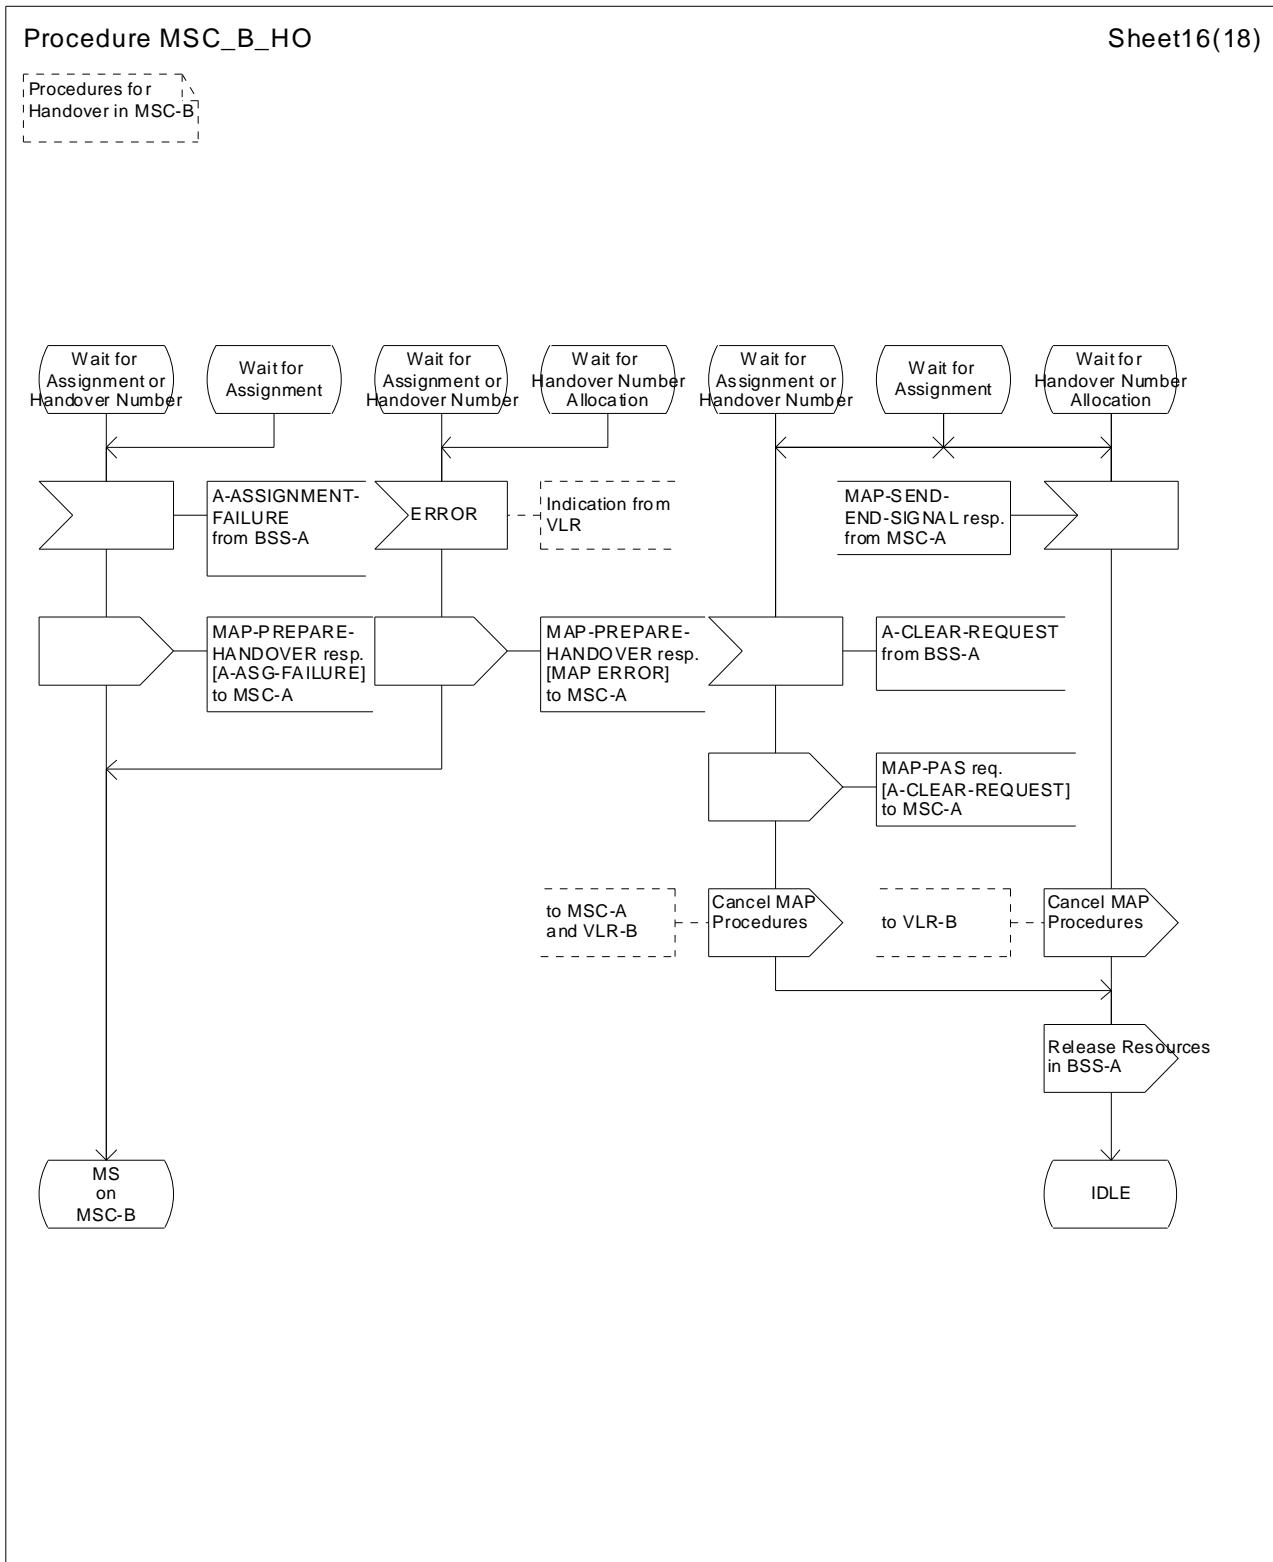 Procedure MSC_B_HO
Sheet16(18)
Procedures for
Handover in MSC-B
Wait for
Assignment or
Handover Number
Wait for
Assignment
Wait for
Assignment or
Handover Number
Wait for
Handover Number
Allocation
Wait for
Assignment or
Handover Number
Wait for
Assignment
Wait for
Handover Number
Allocation
A-ASSIGNMENT-
FAILURE
from BSS-A
ERROR
Indication from
VLR
MAP-SEND-
END-SIGNAL resp.
from MSC-A
MAP-PREPARE-
HANDOVER resp.
[A-ASG-FAILURE]
to MSC-A
MAP-PREPARE-
HANDOVER resp.
[MAP ERROR]
to MSC-A
A-CLEAR-REQUEST
from BSS-A
MAP-PAS req.
[A-CLEAR-REQUEST]
to MSC-A
to MSC-A
and VLR-B
Cancel MAP
Procedures
to VLR-B
Cancel MAP
Procedures
Release Resources
in BSS-A
MS
on
MSC-B
IDLE